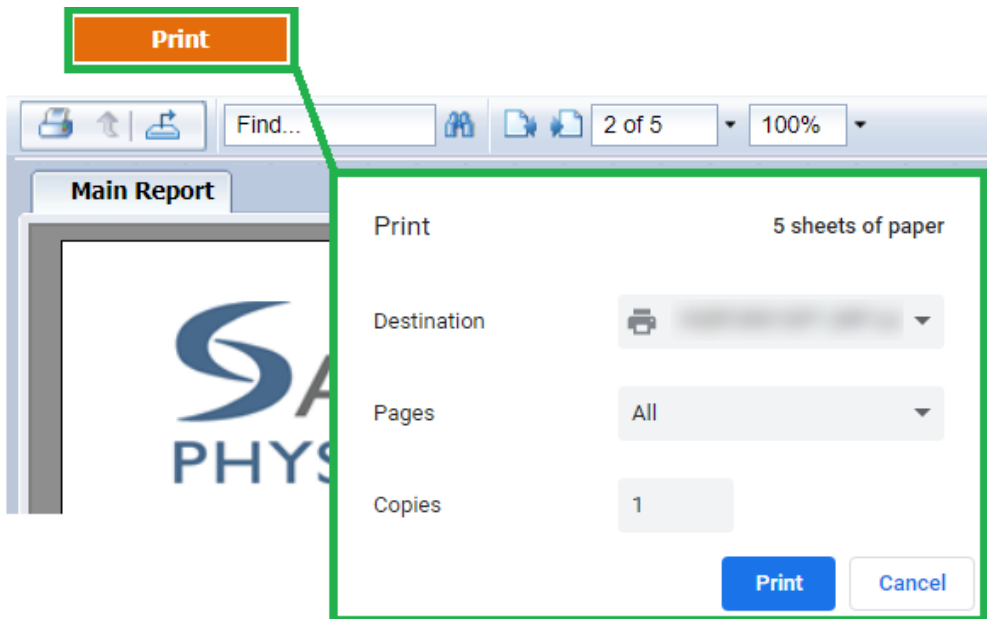 Print
Find...
2 of 5
100%
Main Report
Print
5 sheets of paper
Destination
Pages
All
Copies
1
Print
Cancel